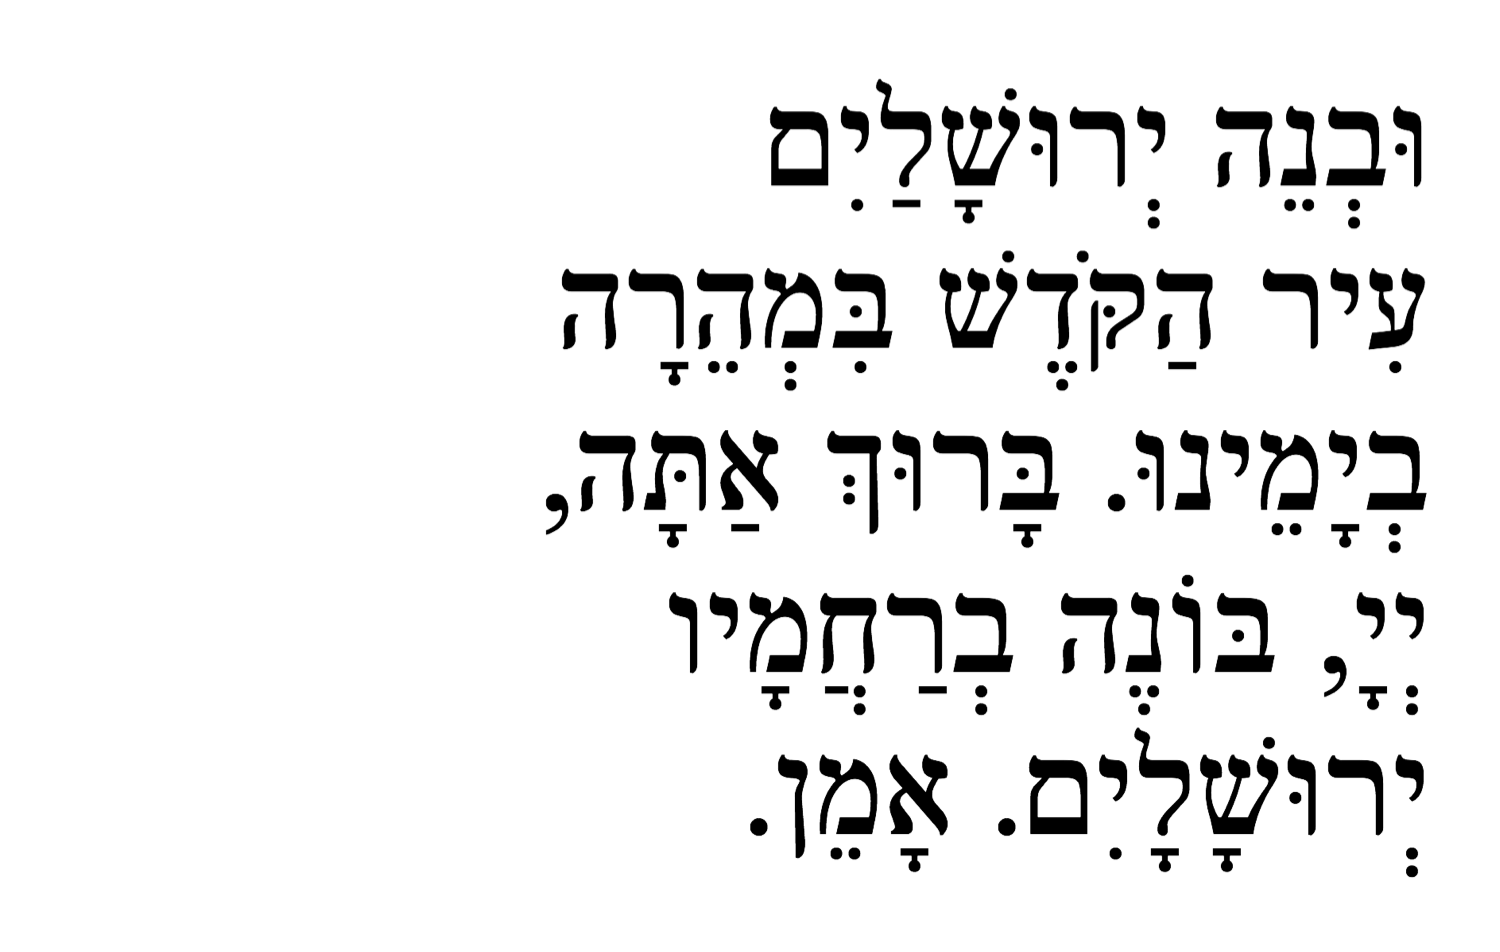 וּבְנֵה יְרוּשָׁלַיִם
עִיר הַקֹּדֶשׁ בִּמְהֵרָה
בְיָמֵינוּ. בָּרוּךְ אַתָּה,
יְיָ, בּוֹנֶה בְרַחֲמָיו
יְרוּשָׁלָיִם. אָמֵן.